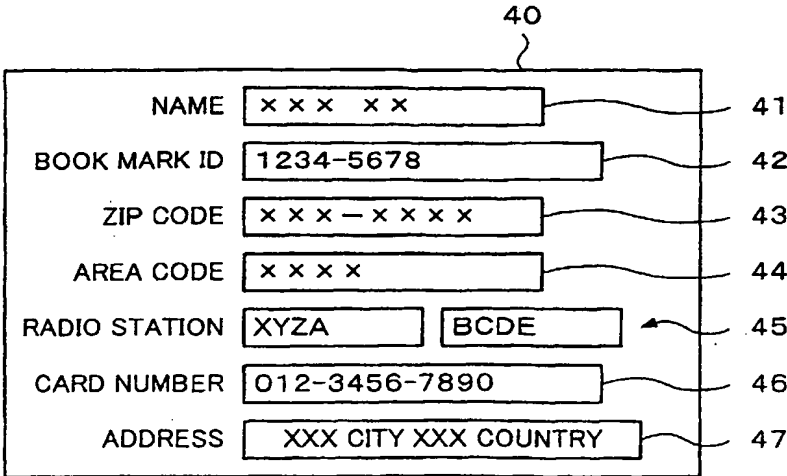 40
NAME ××× ×× 41
BOOK MARK ID 1234-5678 42
ZIP CODE ×××-×××× 43
AREA CODE ×××× 44
RADIO STATION XYZA BCDE 45
CARD NUMBER 012-3456-7890 46
ADDRESS XXX CITY XXX COUNTRY 47